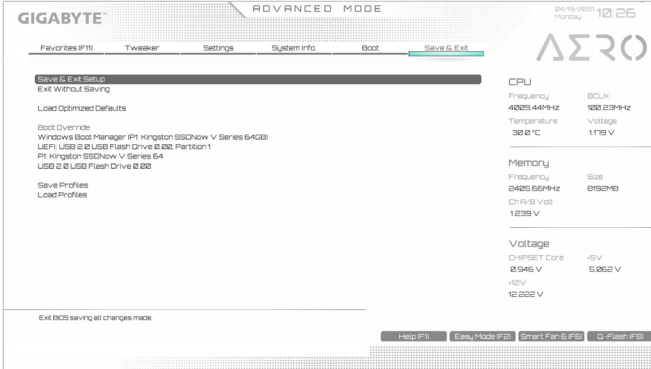 GIGABYTE™
ADVANCED MODE
04/19/2021
Monday
10:26
Favorites (F11)
Tweaker
Settings
System Info.
Boot
Save & Exit
AERO
Save & Exit Setup
Exit Without Saving
Load Optimized Defaults
Boot Override
Windows Boot Manager (P1: Kingston SSDNow V Series 64GB)
UEFI: USB 2.0 USB Flash Drive 0.00, Partition 1
P1: Kingston SSDNow V Series 64
USB 2.0 USB Flash Drive 0.00
Save Profiles
Load Profiles
CPU
Frequency BCLK
4009.44MHz 100.23MHz
Temperature Voltage
30.0 °C 1.179 V
Memory
Frequency Size
2405.66MHz 8192MB
Ch A/B Volt
1.239 V
Voltage
CHIPSET Core +5V
0.946 V 5.062 V
+12V
12.222 V
Exit BIOS saving all changes made.
Help (F1)
Easy Mode (F2)
Smart Fan 6 (F6)
Q-Flash (F8)